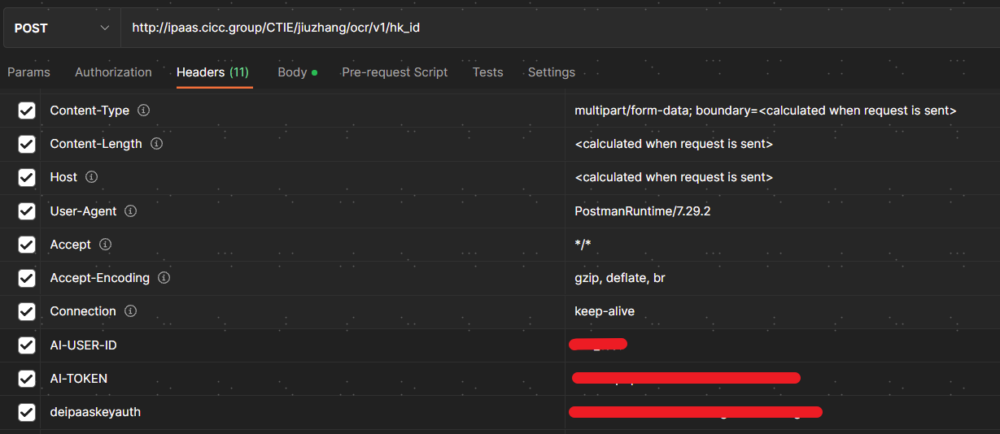 POST http://ipaas.cicc.group/CTIE/jiuzhang/ocr/v1/hk_id
Params Authorization Headers (11) Body Pre-request Script Tests Settings
Content-Type multipart/form-data; boundary=<calculated when request is sent>
Content-Length <calculated when request is sent>
Host <calculated when request is sent>
User-Agent PostmanRuntime/7.29.2
Accept */*
Accept-Encoding gzip, deflate, br
Connection keep-alive
AI-USER-ID
AI-TOKEN
deipaaskeyauth